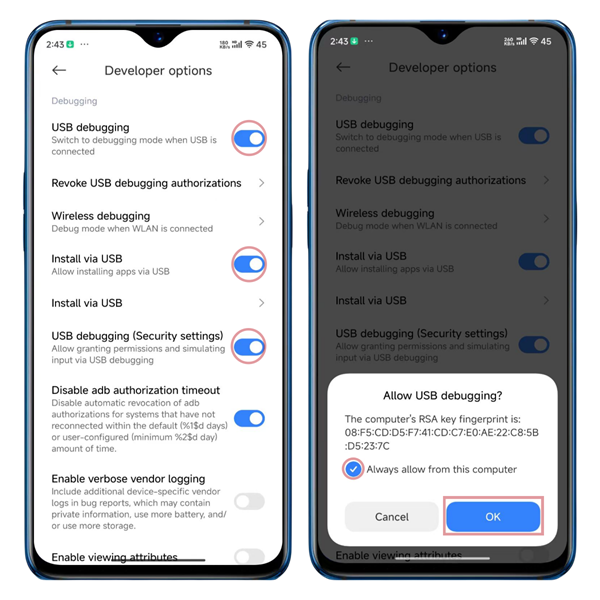 2:43 180 KB/s 45
Developer options
Debugging
USB debugging
Switch to debugging mode when USB is
connected
Revoke USB debugging authorizations
Wireless debugging
Debug mode when WLAN is connected
Install via USB
Allow installing apps via USB
Install via USB
USB debugging (Security settings)
Allow granting permissions and simulating
input via USB debugging
Disable adb authorization timeout
Disable automatic revocation of adb
authorizations for systems that have not
reconnected within the default (%1$d days)
or user-configured (minimum %2$d day)
amount of time.
Enable verbose vendor logging
Include additional device-specific vendor
logs in bug reports, which may contain
private information, use more battery, and/
or use more storage.
Enable viewing attributes
2:43 260 KB/s 45
Developer options
Debugging
USB debugging
Switch to debugging mode when USB is
connected
Revoke USB debugging authorizations
Wireless debugging
Debug mode when WLAN is connected
Install via USB
Allow installing apps via USB
Install via USB
USB debugging (Security settings)
Allow granting permissions and simulating
input via USB debugging
Allow USB debugging?
The computer's RSA key fingerprint is:
08:F5:CD:D5:F7:41:CD:C7:E0:AE:22:C8:5B
:D5:23:7C
Always allow from this computer
Cancel OK
Enable viewing attributes